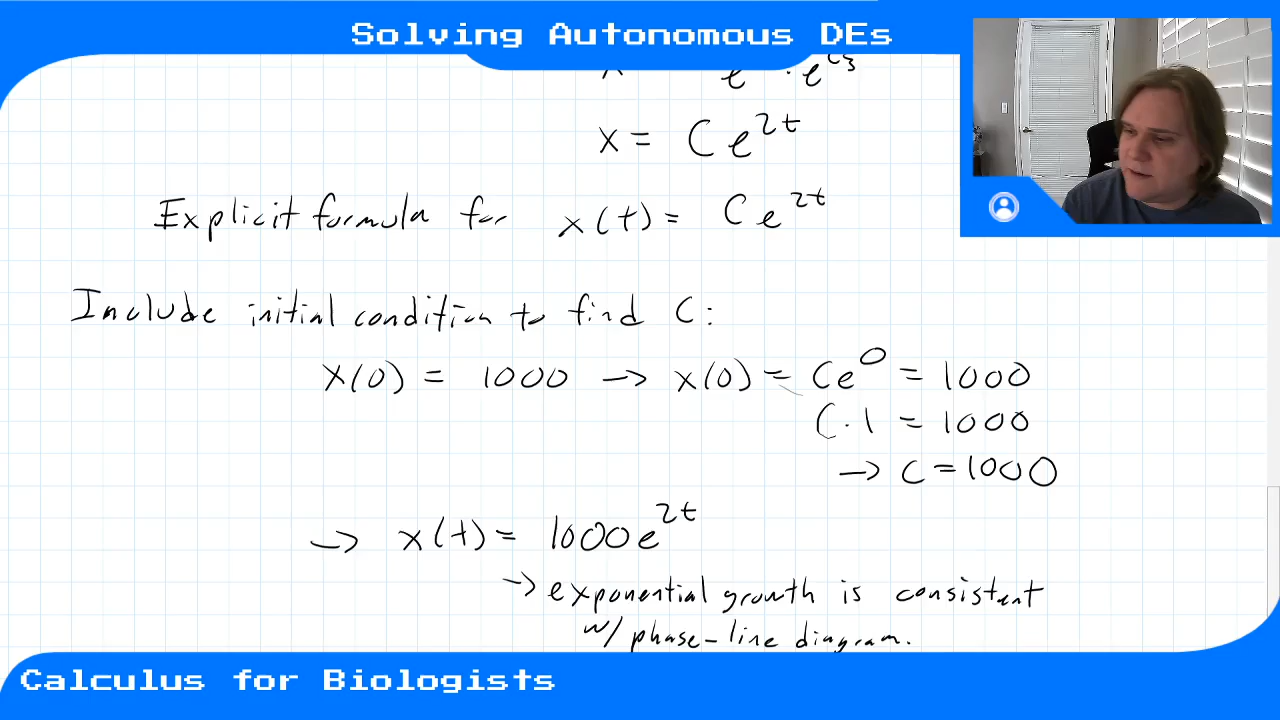 Solving Autonomous DEs
e · e^C3
x = Ce^2t
Explicit formula for x(t) = Ce^2t
Include initial condition to find C:
x(0) = 1000 → x(0) = Ce^0 = 1000
C·1 = 1000
→ C = 1000
→ x(t) = 1000e^2t
→ exponential growth is consistent
w/ phase-line diagram.
Calculus for Biologists